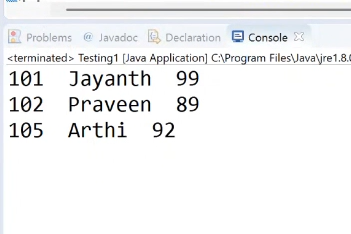 Problems @ Javadoc Declaration Console
<terminated> Testing1 [Java Application] C:\Program Files\Java\jre1.8.0
101 Jayanth 99
102 Praveen 89
105 Arthi 92